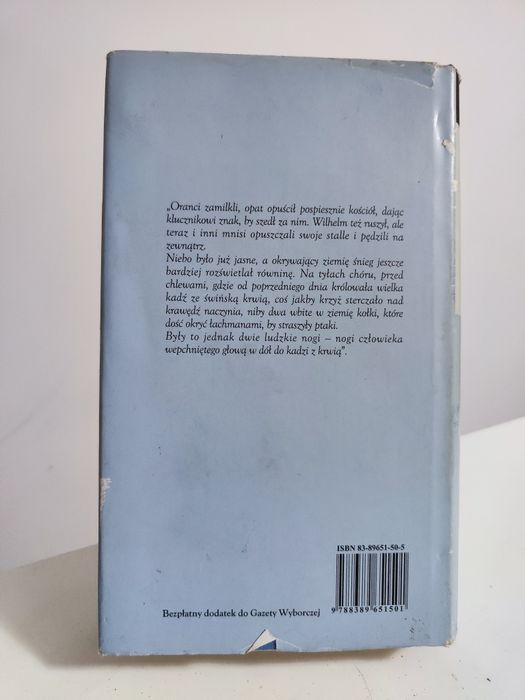 „Oranci zamilkli, opat opuścił pospiesznie kościół, dając
klucznikowi znak, by szedł za nim. Wilhelm też ruszył, ale
teraz i inni mnisi opuszczali swoje stalle i pędzili na
zewnątrz.
Niebo było już jasne, a okrywający ziemię śnieg jeszcze
bardziej rozświetlał równinę. Na tyłach chóru, przed
chlewami, gdzie od poprzedniego dnia królowała wielka
kadź ze świńską krwią, coś jakby krzyż sterczało nad
krawędź naczynia, niby dwa wbite w ziemię kołki, które
dość okryć łachmanami, by straszyły ptaki.
Były to jednak dwie ludzkie nogi – nogi człowieka
wepchniętego głową w dół do kadzi z krwią".
ISBN 83-89651-50-5
9 788389 651501
Bezpłatny dodatek do Gazety Wyborczej